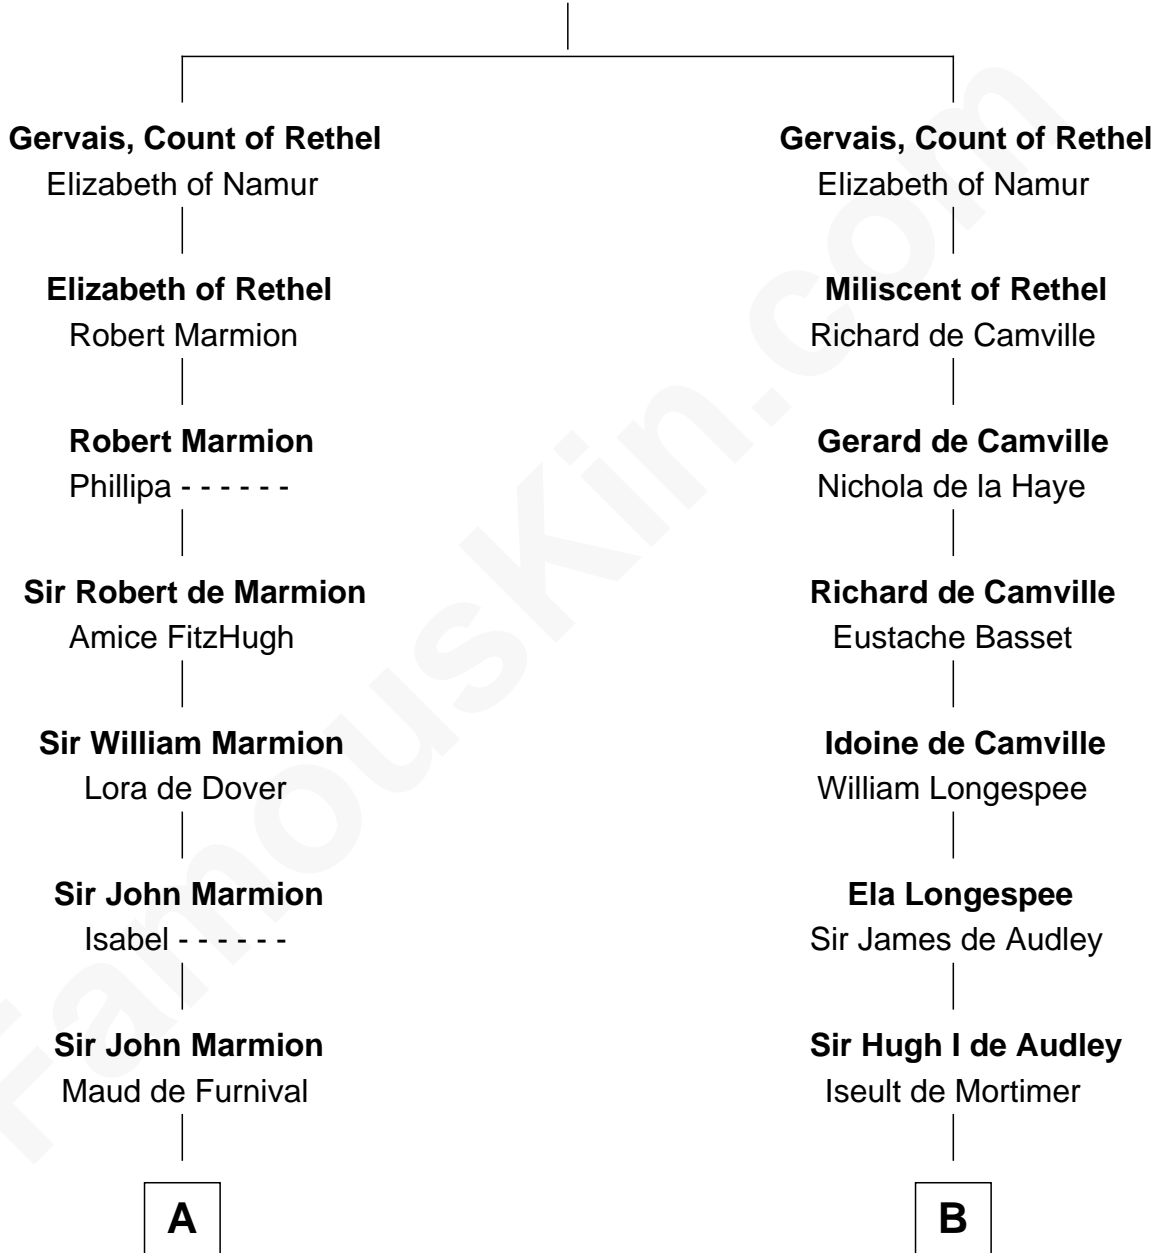 Gervais, Count of Rethel
Elizabeth of Namur
Elizabeth of Rethel
Robert Marmion
Robert Marmion
Phillipa - - - - - -
Sir Robert de Marmion
Amice FitzHugh
Sir William Marmion
Lora de Dover
Sir John Marmion
Isabel - - - - - -
Sir John Marmion
Maud de Furnival
A
Gervais, Count of Rethel
Elizabeth of Namur
Miliscent of Rethel
Richard de Camville
Gerard de Camville
Nichola de la Haye
Richard de Camville
Eustache Basset
Idoine de Camville
William Longespee
Ela Longespee
Sir James de Audley
Sir Hugh I de Audley
Iseult de Mortimer
B
FamousKin.com